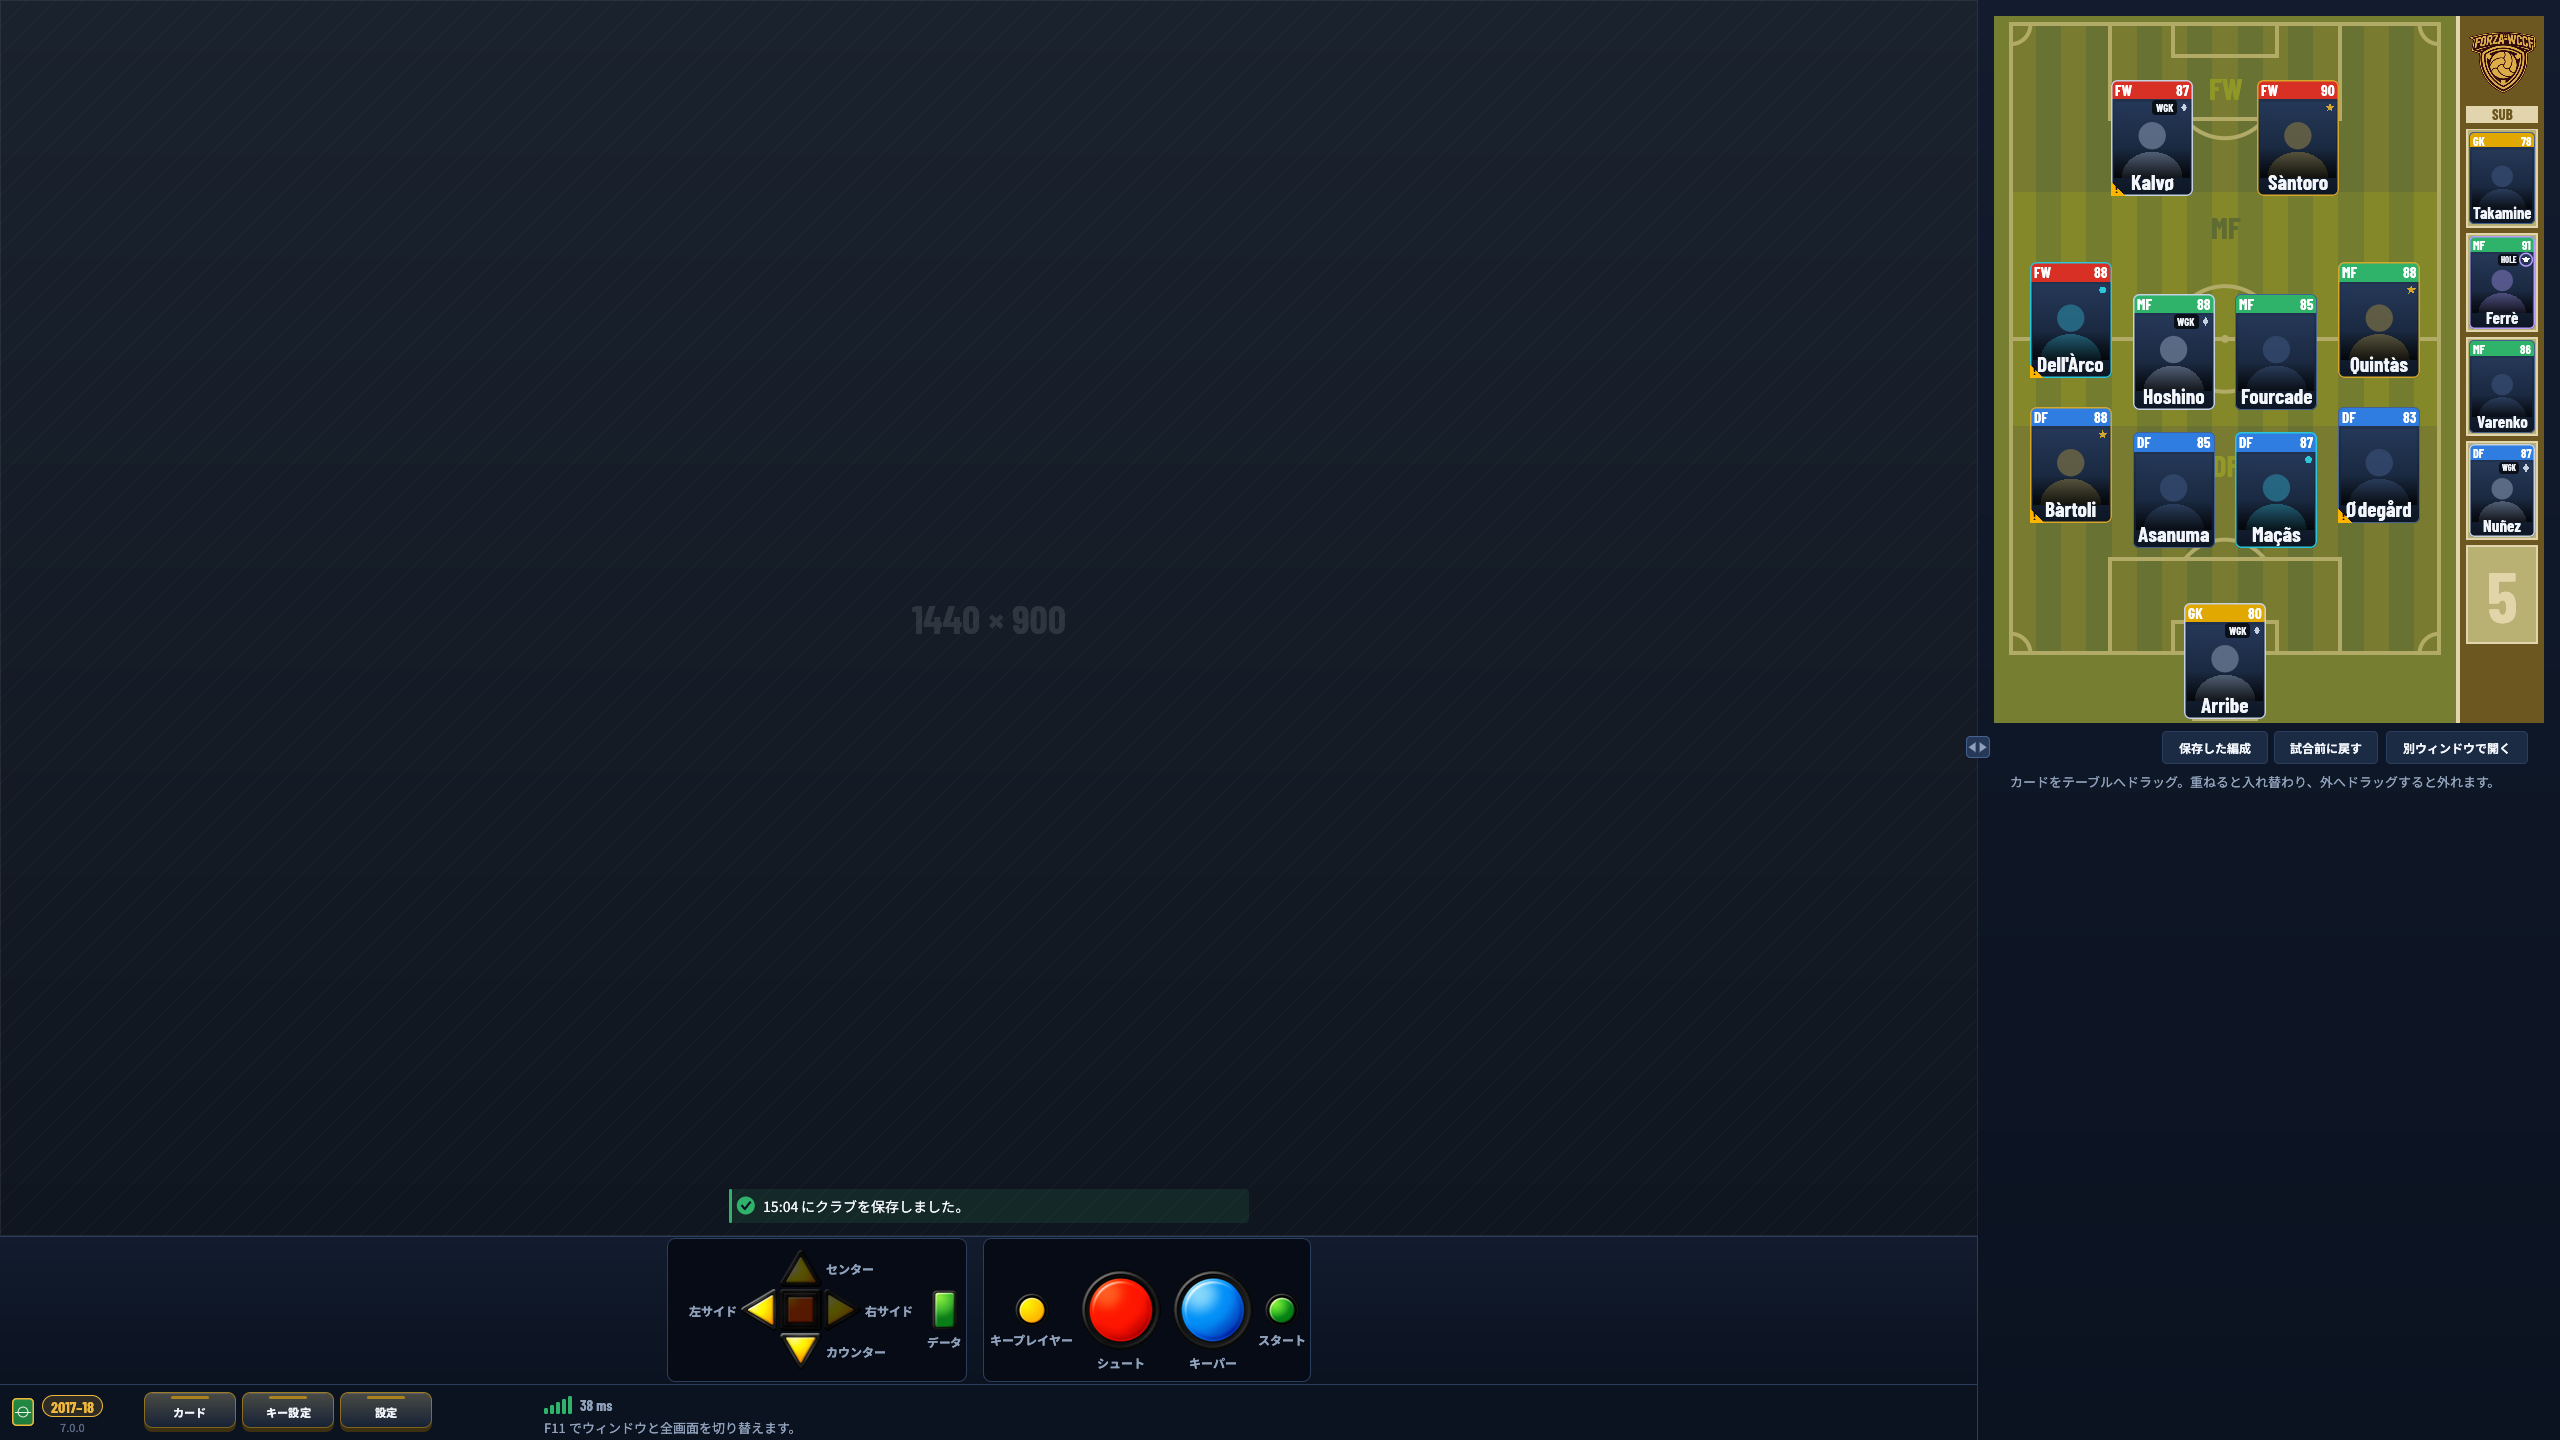 1440 × 900
15:04 にクラブを保存しました。
センター
左サイド
右サイド
カウンター
データ
キープレイヤー
シュート
キーパー
スタート
2017-18
7.0.0
カード
キー設定
設定
38 ms
F11 でウィンドウと全画面を切り替えます。
FORZA WCCF
SUB
FW
FW 87
WGK
Kalvø
FW 90
Sàntoro
MF
FW 88
Dell'Àrco
MF 88
WGK
Hoshino
MF 85
Fourcade
MF 88
Quintàs
DF 88
Bàrtoli
DF 85
Asanuma
DF
DF 87
Maçãs
DF 83
Ødegård
GK 80
WGK
Arribe
GK 78
Takamine
MF 91
HOLE
Ferrè
MF 86
Varenko
DF 87
WGK
Nuñez
5
保存した編成
試合前に戻す
別ウィンドウで開く
カードをテーブルへドラッグ。重ねると入れ替わり、外へドラッグすると外れます。